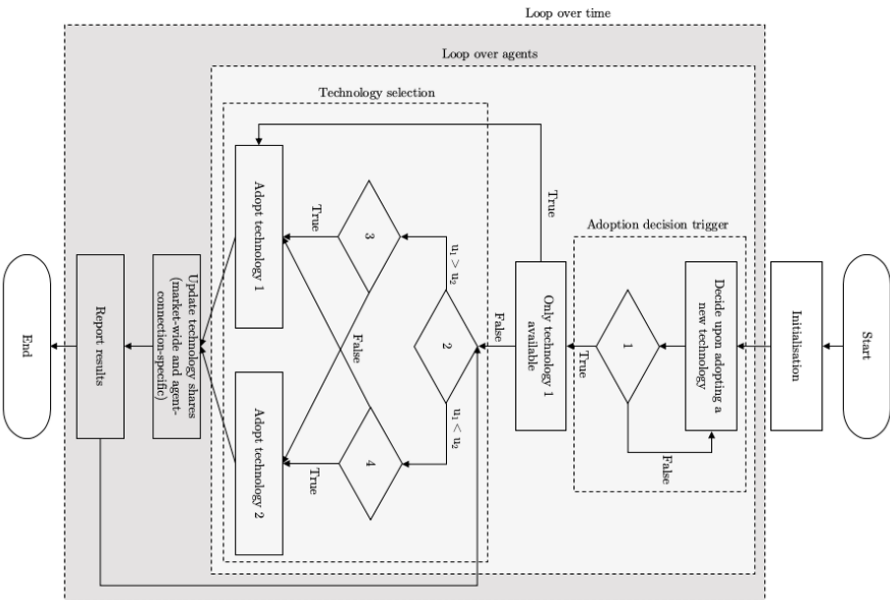 Loop over time
Loop over agents
Technology selection
Adoption decision trigger
Start
Initialisation
Decide upon adopting a
new technology
1
False
True
Only technology 1
available
True
False
2
u₁ > u₂
u₁ < u₂
3
4
True
False
True
Adopt technology 1
Adopt technology 2
Update technology shares
(market-wide and agent-
connection-specific)
Report results
End